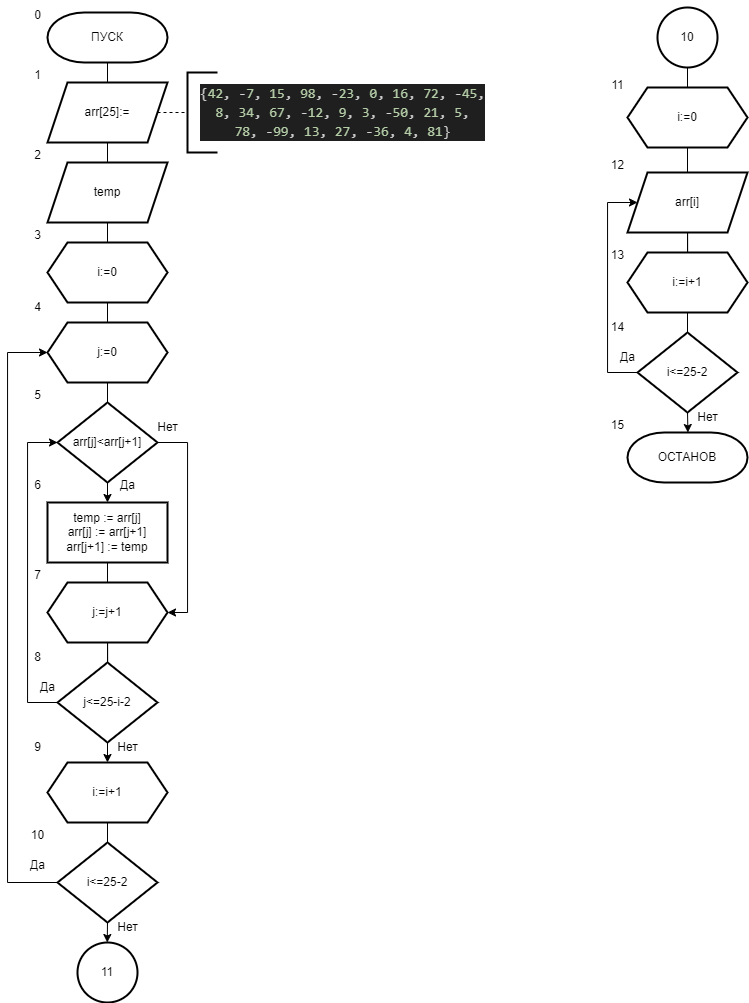 0
ПУСК
1
arr[25]:=
{42, -7, 15, 98, -23, 0, 16, 72, -45,
8, 34, 67, -12, 9, 3, -50, 21, 5,
78, -99, 13, 27, -36, 4, 81}
2
temp
3
i:=0
4
j:=0
5
arr[j]<arr[j+1]
Нет
Да
6
temp := arr[j]
arr[j] := arr[j+1]
arr[j+1] := temp
7
j:=j+1
8
Да
j<=25-i-2
Нет
9
i:=i+1
10
Да
i<=25-2
Нет
11
10
11
i:=0
12
arr[i]
13
i:=i+1
14
Да
i<=25-2
Нет
15
ОСТАНОВ